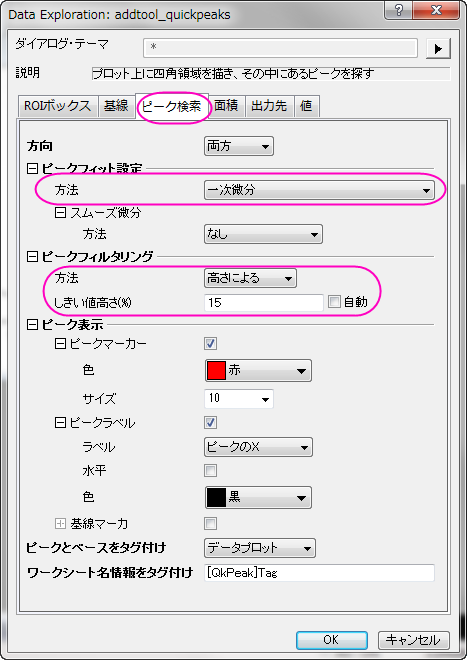 Data Exploration: addtool_quickpeaks
ダイアログ・テーマ *
説明 プロット上に四角領域を描き、その中にあるピークを探す
ROIボックス 基線 ピーク検索 面積 出力先 値
方向 両方
ピークフィット設定
方法 一次微分
スムーズ微分
方法 なし
ピークフィルタリング
方法 高さによる
しきい値高さ(%) 15 自動
ピーク表示
ピークマーカー
色 赤
サイズ 10
ピークラベル
ラベル ピークのX
水平
色 黒
基線マーカ
ピークとベースをタグ付け データプロット
ワークシート名情報をタグ付け [QkPeak]Tag
OK キャンセル